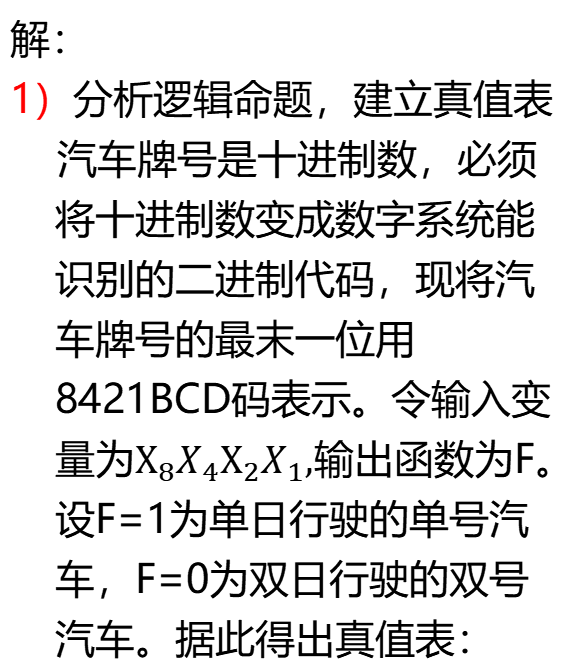 解：
1）分析逻辑命题，建立真值表
汽车牌号是十进制数，必须
将十进制数变成数字系统能
识别的二进制代码，现将汽
车牌号的最末一位用
8421BCD码表示。令输入变
量为X₈X₄X₂X₁,输出函数为F。
设F=1为单日行驶的单号汽
车，F=0为双日行驶的双号
汽车。据此得出真值表：